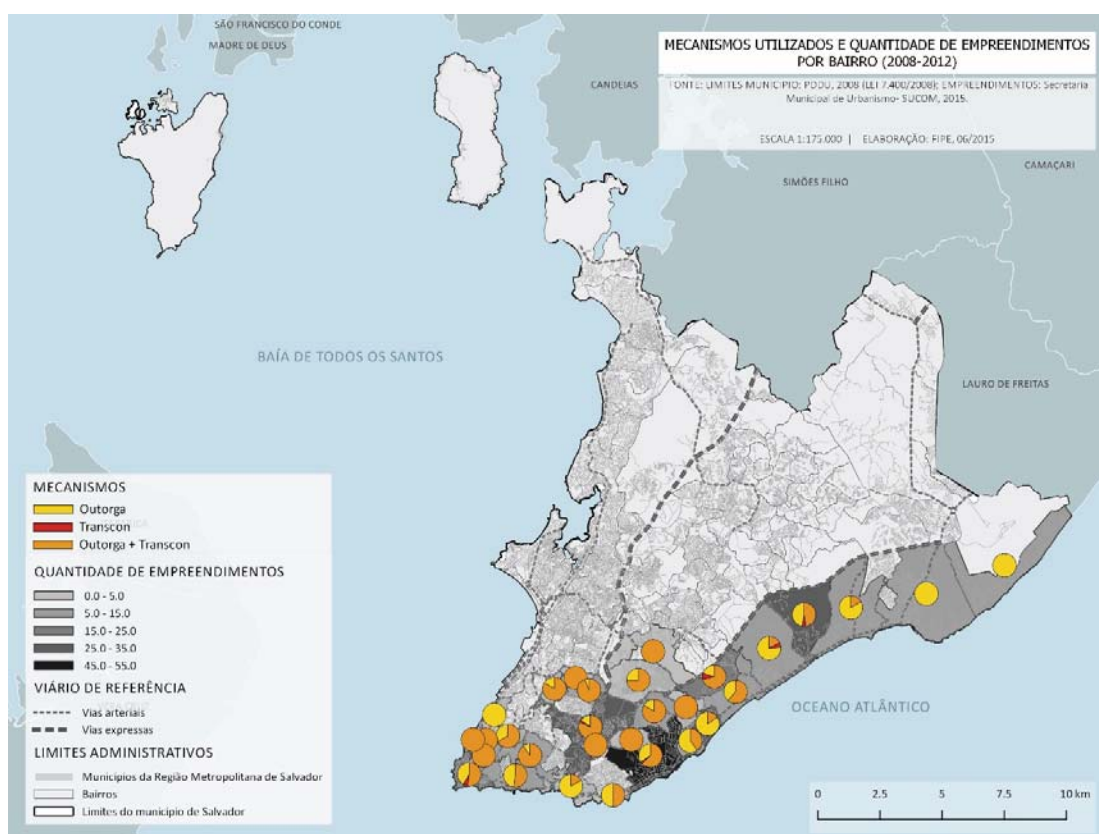 SÃO FRANCISCO DO CONDE
MADRE DE DEUS
CANDEIAS
MECANISMOS UTILIZADOS E QUANTIDADE DE EMPREENDIMENTOS
POR BAIRRO (2008-2012)
FONTE: LIMITES MUNICÍPIO: PDDU, 2008 (LEI 7.400/2008); EMPREENDIMENTOS: Secretaria
Municipal de Urbanismo- SUCOM, 2015.
ESCALA 1:175.000 | ELABORAÇÃO: FIPE, 06/2015
CAMAÇARI
SIMÕES FILHO
BAÍA DE TODOS OS SANTOS
LAURO DE FREITAS
OCEANO ATLÂNTICO
MECANISMOS
Outorga
Transcon
Outorga + Transcon
QUANTIDADE DE EMPREENDIMENTOS
0.0 - 5.0
5.0 - 15.0
15.0 - 25.0
25.0 - 35.0
45.0 - 55.0
VIÁRIO DE REFERÊNCIA
Vias arteriais
Vias expressas
LIMITES ADMINISTRATIVOS
Municípios da Região Metropolitana de Salvador
Bairros
Limites do município de Salvador
0 2.5 5 7.5 10 km